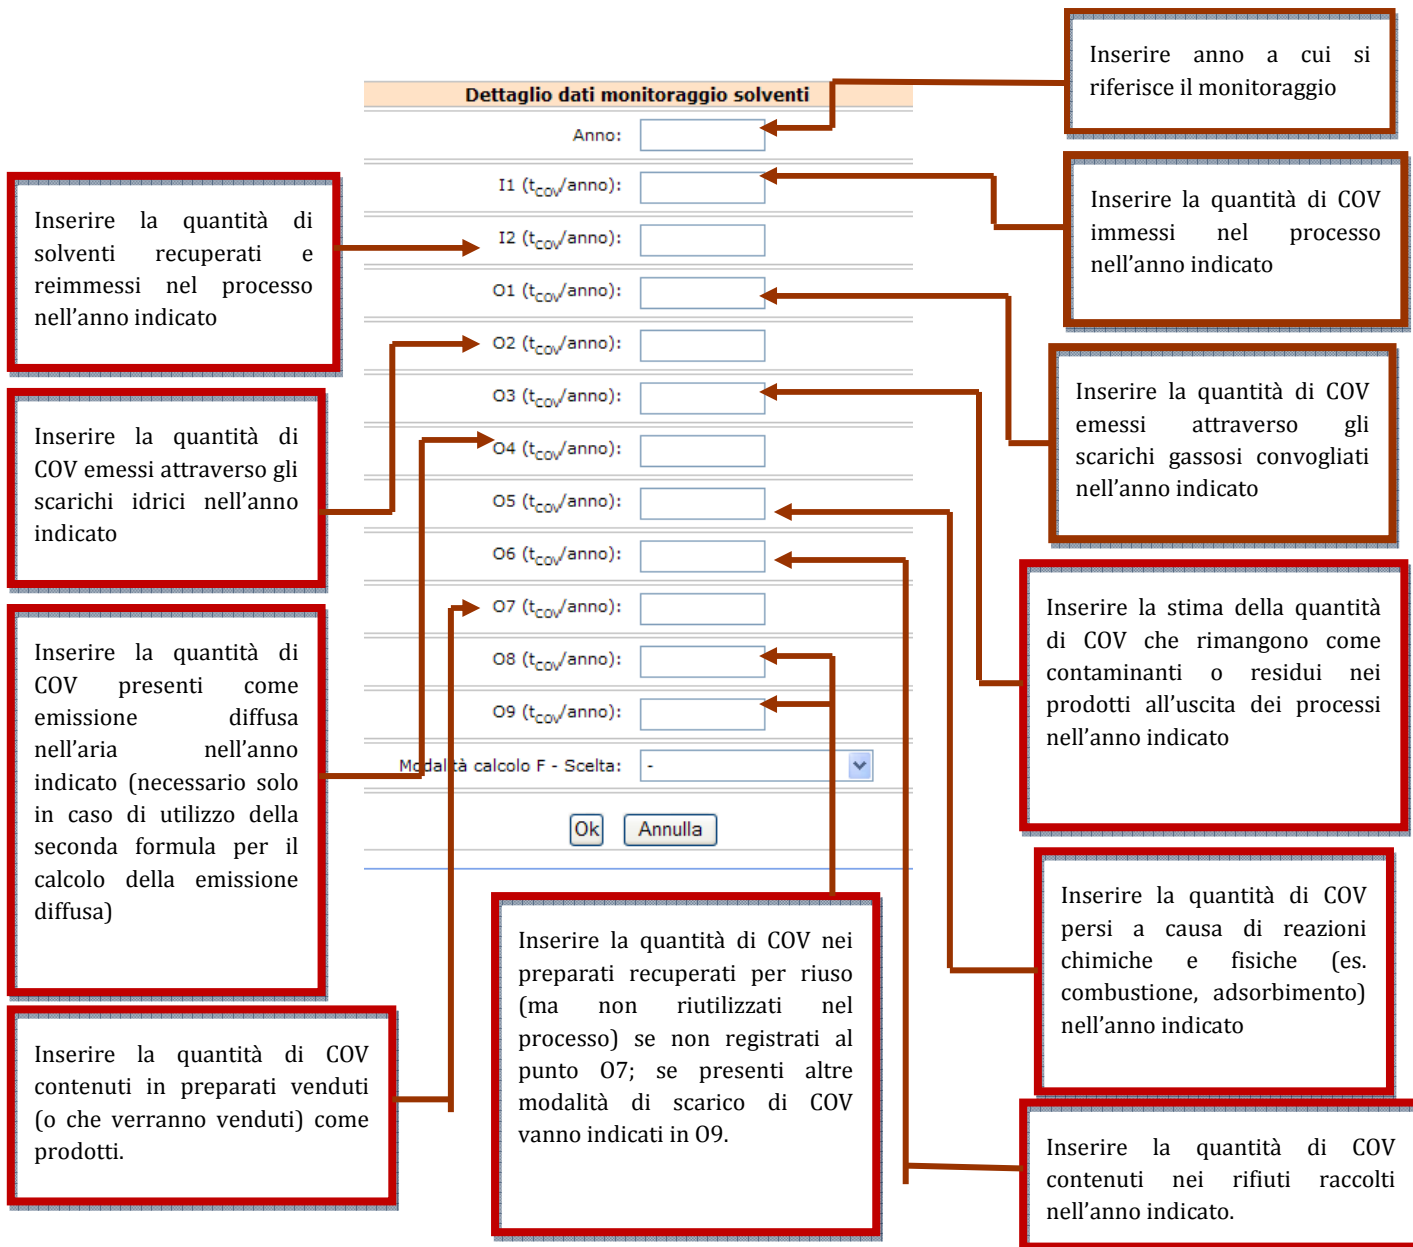 Inserire anno a cui si
riferisce il monitoraggio
Dettaglio dati monitoraggio solventi
Anno:
I1 (tCOV/anno):
I2 (tCOV/anno):
O1 (tCOV/anno):
O2 (tCOV/anno):
O3 (tCOV/anno):
O4 (tCOV/anno):
O5 (tCOV/anno):
O6 (tCOV/anno):
O7 (tCOV/anno):
O8 (tCOV/anno):
O9 (tCOV/anno):
Modalità calcolo F - Scelta: -
Ok Annulla
Inserire la quantità di
solventi recuperati e
reimmessi nel processo
nell'anno indicato
Inserire la quantità di
COV emessi attraverso gli
scarichi idrici nell'anno
indicato
Inserire la quantità di
COV presenti come
emissione diffusa
nell'aria nell'anno
indicato (necessario solo
in caso di utilizzo della
seconda formula per il
calcolo della emissione
diffusa)
Inserire la quantità di COV
contenuti in preparati venduti
(o che verranno venduti) come
prodotti.
Inserire la quantità di COV nei
preparati recuperati per riuso
(ma non riutilizzati nel
processo) se non registrati al
punto O7; se presenti altre
modalità di scarico di COV
vanno indicati in O9.
Inserire la quantità di COV
immessi nel processo
nell'anno indicato
Inserire la quantità di COV
emessi attraverso gli
scarichi gassosi convogliati
nell'anno indicato
Inserire la stima della quantità
di COV che rimangono come
contaminanti o residui nei
prodotti all'uscita dei processi
nell'anno indicato
Inserire la quantità di COV
persi a causa di reazioni
chimiche e fisiche (es.
combustione, adsorbimento)
nell'anno indicato
Inserire la quantità di COV
contenuti nei rifiuti raccolti
nell'anno indicato.